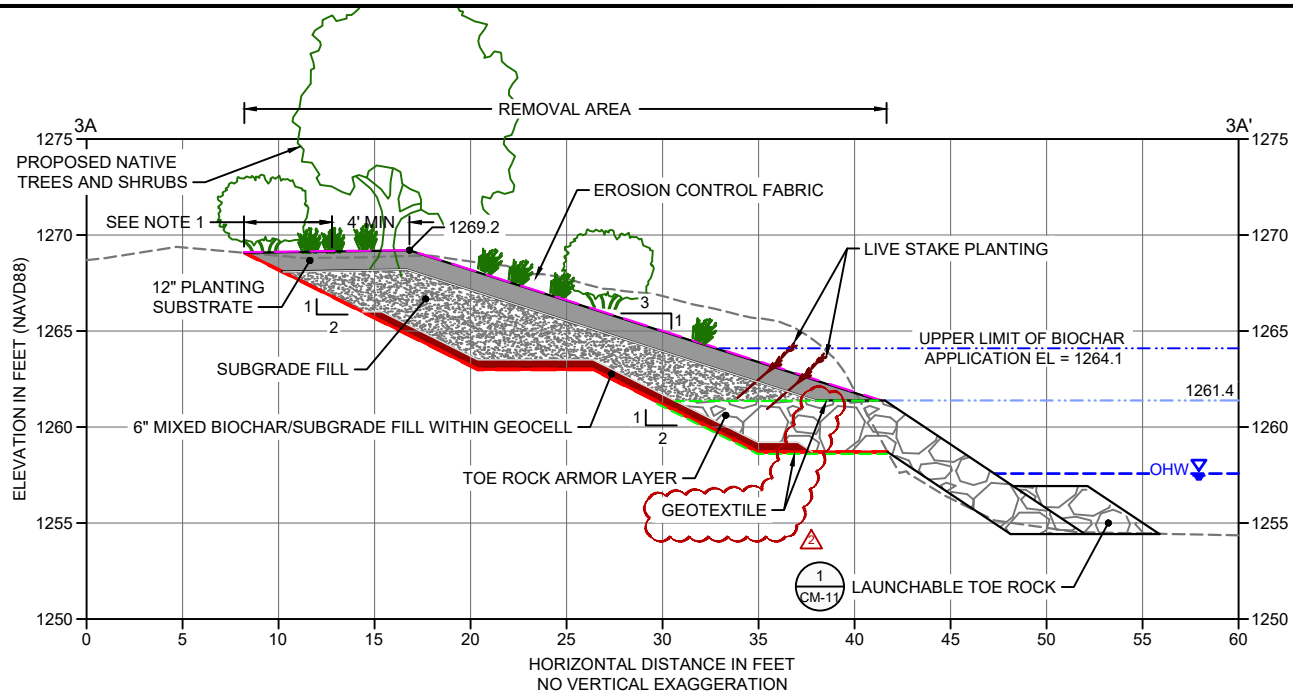 REMOVAL AREA
3A
3A'
1275
1275
PROPOSED NATIVE
TREES AND SHRUBS
EROSION CONTROL FABRIC
SEE NOTE 1
4' MIN
1269.2
LIVE STAKE PLANTING
1270
1270
12" PLANTING
SUBSTRATE
1
2
3
1
1265
1265
UPPER LIMIT OF BIOCHAR
APPLICATION EL = 1264.1
SUBGRADE FILL
1261.4
6" MIXED BIOCHAR/SUBGRADE FILL WITHIN GEOCELL
1
2
1260
1260
TOE ROCK ARMOR LAYER
OHW
GEOTEXTILE
1255
1255
2
1
CM-11
LAUNCHABLE TOE ROCK
1250
1250
ELEVATION IN FEET (NAVD88)
0 5 10 15 20 25 30 35 40 45 50 55 60
HORIZONTAL DISTANCE IN FEET
NO VERTICAL EXAGGERATION